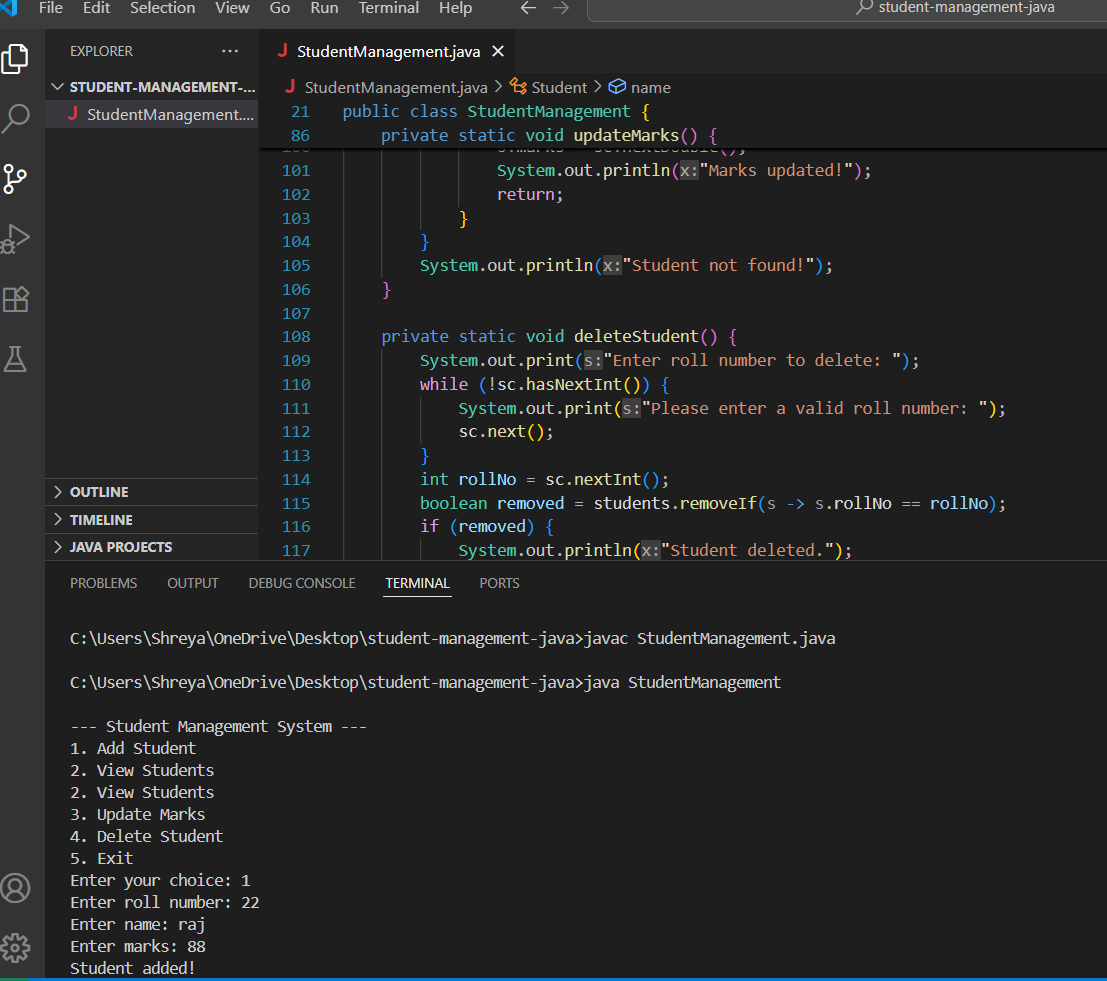 File Edit Selection View Go Run Terminal Help
student-management-java
EXPLORER ...
STUDENT-MANAGEMENT-...
StudentManagement....
OUTLINE
TIMELINE
JAVA PROJECTS
J StudentManagement.java ×
J StudentManagement.java > Student > name
21 public class StudentManagement {
86 private static void updateMarks() {
101 System.out.println(x:"Marks updated!");
102 return;
103 }
104 }
105 System.out.println(x:"Student not found!");
106 }
107
108 private static void deleteStudent() {
109 System.out.print(s:"Enter roll number to delete: ");
110 while (!sc.hasNextInt()) {
111 System.out.print(s:"Please enter a valid roll number: ");
112 sc.next();
113 }
114 int rollNo = sc.nextInt();
115 boolean removed = students.removeIf(s -> s.rollNo == rollNo);
116 if (removed) {
117 System.out.println(x:"Student deleted.");
PROBLEMS OUTPUT DEBUG CONSOLE TERMINAL PORTS
C:\Users\Shreya\OneDrive\Desktop\student-management-java>javac StudentManagement.java
C:\Users\Shreya\OneDrive\Desktop\student-management-java>java StudentManagement
--- Student Management System ---
1. Add Student
2. View Students
2. View Students
3. Update Marks
4. Delete Student
5. Exit
Enter your choice: 1
Enter roll number: 22
Enter name: raj
Enter marks: 88
Student added!